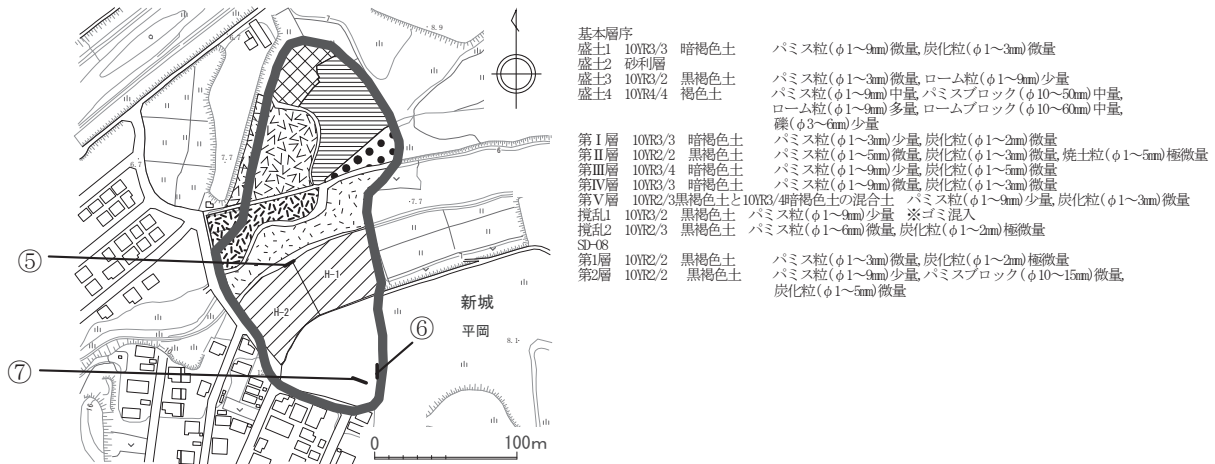 7
-8.9
6.7
6.7
7.7
6
-7.7
⑤
H-1
H-2
新城
平岡
⑥
8.1
⑦
16
0 100m
基本層序
盛土1 10YR3/3 暗褐色土 パミス粒(φ1～9mm)微量,炭化粒(φ1～3mm)微量
盛土2 砂利層
盛土3 10YR3/2 黒褐色土 パミス粒(φ1～3mm)微量,ローム粒(φ1～9mm)少量
盛土4 10YR4/4 褐色土 パミス粒(φ1～9mm)中量,パミスブロック(φ10～50mm)中量,
ローム粒(φ1～9mm)多量,ロームブロック(φ10～60mm)中量,
礫(φ3～6mm)少量
第Ⅰ層 10YR3/3 暗褐色土 パミス粒(φ1～3mm)少量,炭化粒(φ1～2mm)微量
第Ⅱ層 10YR2/2 黒褐色土 パミス粒(φ1～5mm)微量,炭化粒(φ1～3mm)微量,焼土粒(φ1～5mm)極微量
第Ⅲ層 10YR3/4 暗褐色土 パミス粒(φ1～9mm)少量,炭化粒(φ1～5mm)微量
第Ⅳ層 10YR3/3 暗褐色土 パミス粒(φ1～9mm)微量,炭化粒(φ1～3mm)微量
第Ⅴ層 10YR2/3黒褐色土と10YR3/4暗褐色土の混合土 パミス粒(φ1～9mm)少量,炭化粒(φ1～3mm)微量
撹乱1 10YR3/2 黒褐色土 パミス粒(φ1～9mm)少量 ※ゴミ混入
撹乱2 10YR2/3 黒褐色土 パミス粒(φ1～6mm)微量,炭化粒(φ1～2mm)極微量
SD-08
第1層 10YR2/2 黒褐色土 パミス粒(φ1～3mm)微量,炭化粒(φ1～2mm)極微量
第2層 10YR2/2 黒褐色土 パミス粒(φ1～9mm)少量,パミスブロック(φ10～15mm)微量,
炭化粒(φ1～5mm)微量